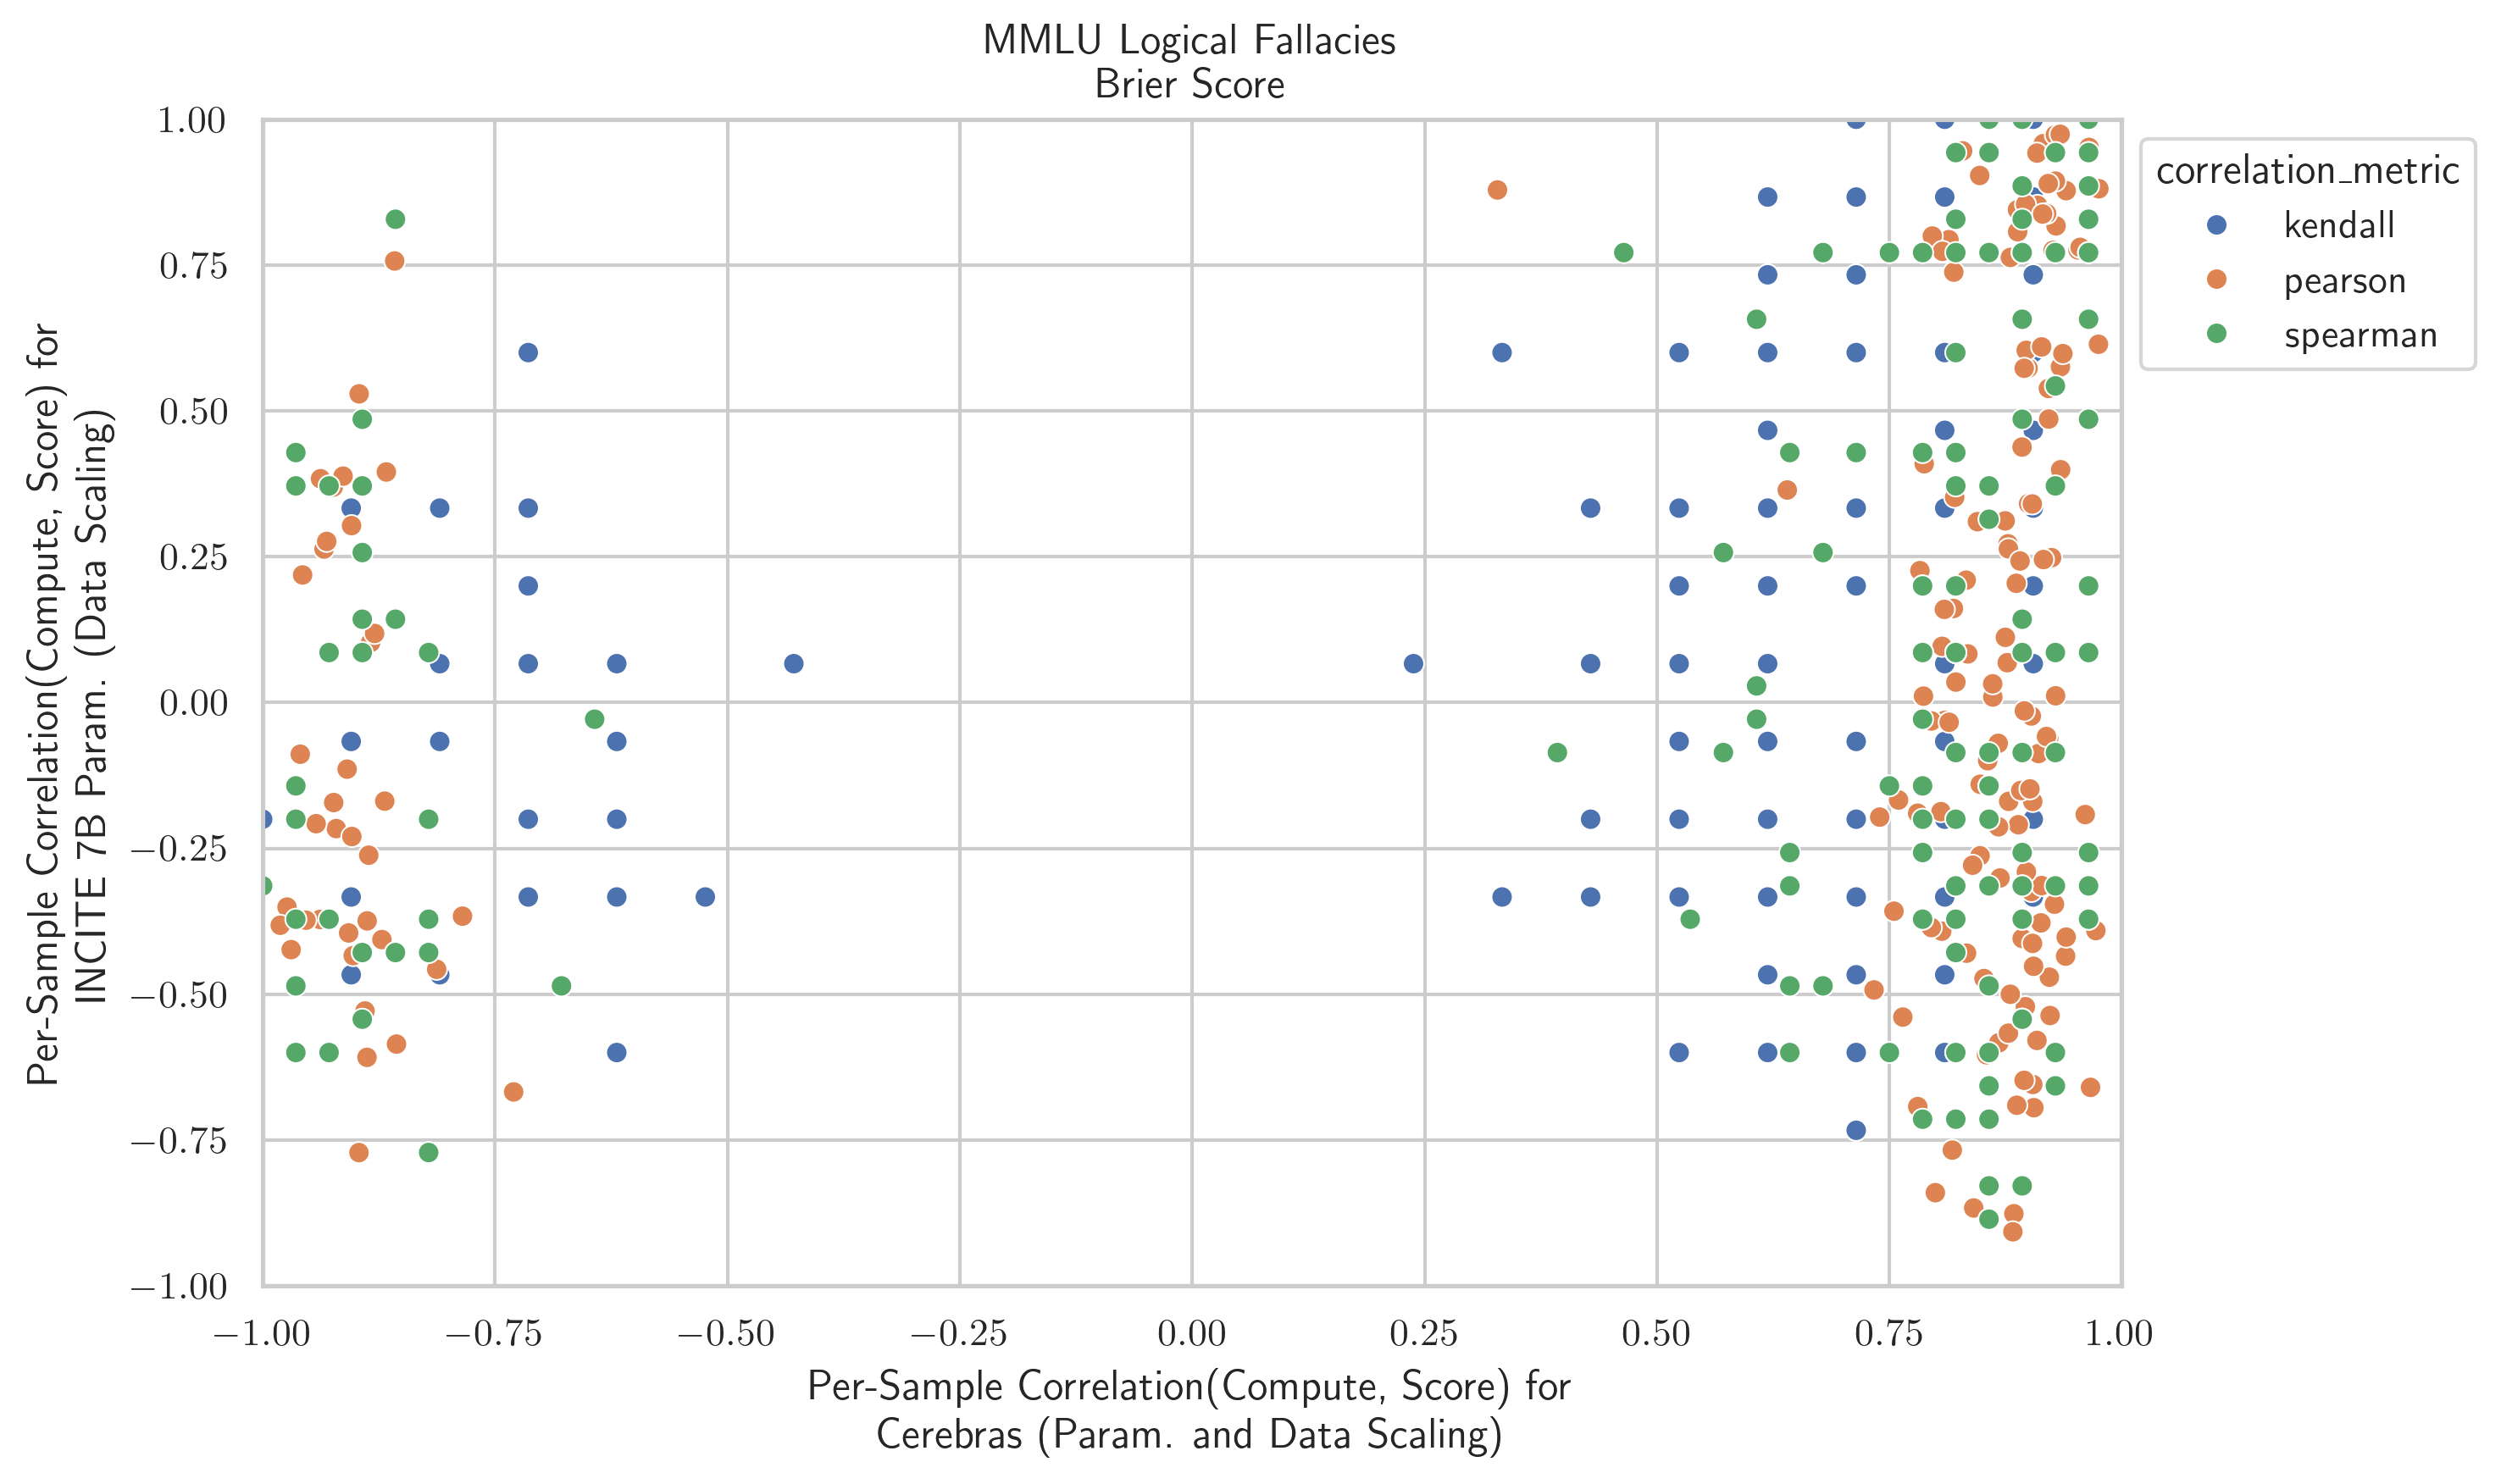 MMLU Logical Fallacies
Brier Score
Per-Sample Correlation(Compute, Score) for
INCITE 7B Param. (Data Scaling)
1.00
0.75
0.50
0.25
0.00
−0.25
−0.50
−0.75
−1.00
−1.00 −0.75 −0.50 −0.25 0.00 0.25 0.50 0.75 1.00
Per-Sample Correlation(Compute, Score) for
Cerebras (Param. and Data Scaling)
correlation_metric
kendall
pearson
spearman